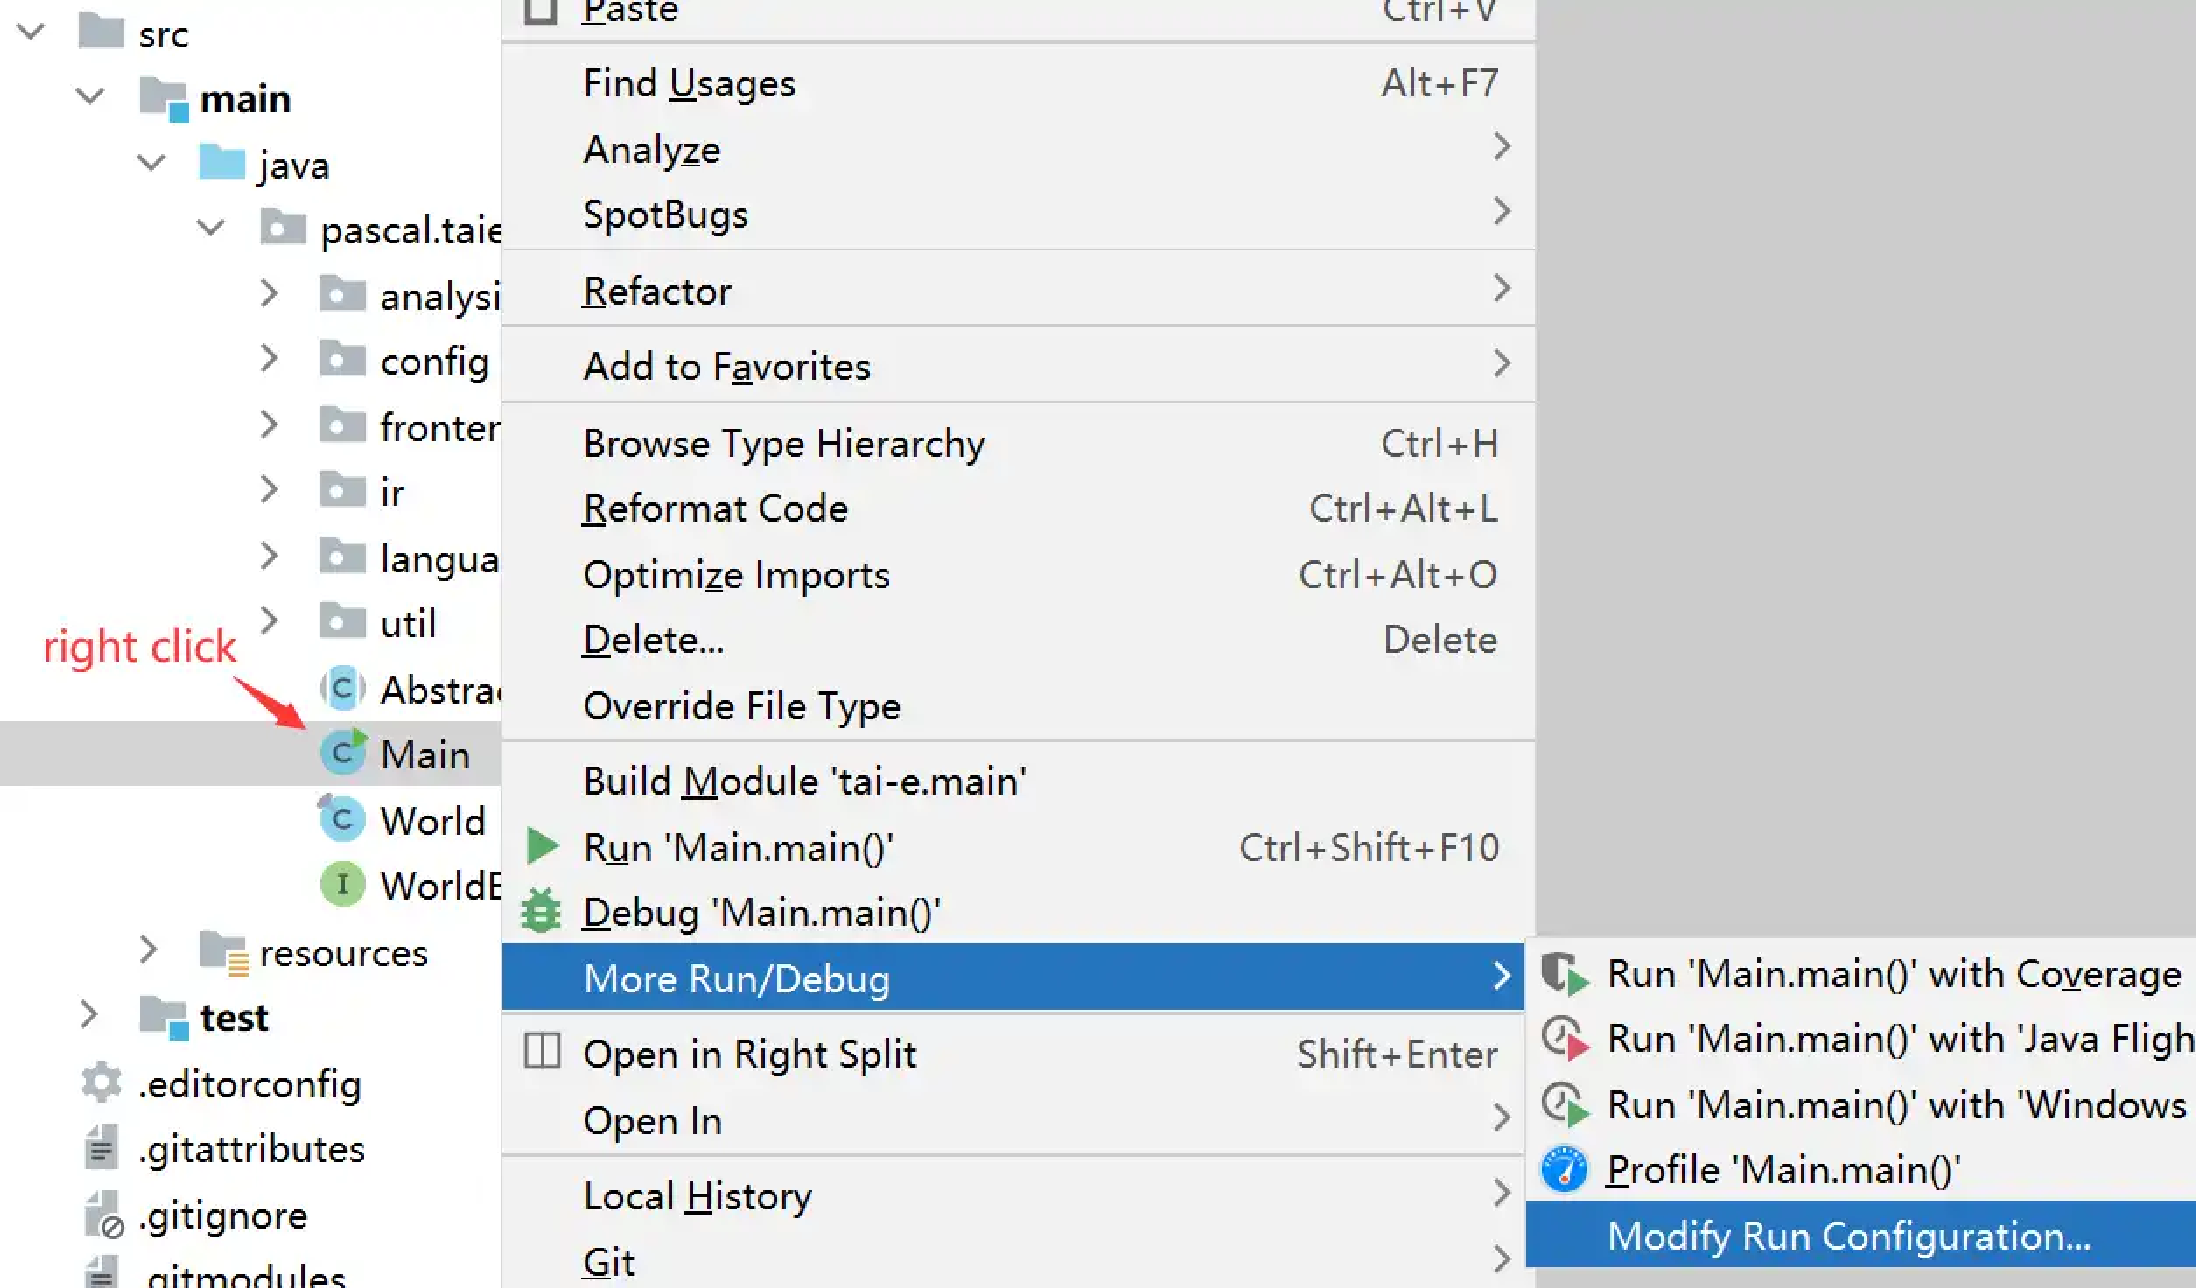 src
main
java
pascal.taie
analysi
config
fronter
ir
langua
util
right click
Abstrac
Main
World
WorldB
resources
test
.editorconfig
.gitattributes
.gitignore
.gitmodules
Paste Ctrl+V
Find Usages Alt+F7
Analyze
SpotBugs
Refactor
Add to Favorites
Browse Type Hierarchy Ctrl+H
Reformat Code Ctrl+Alt+L
Optimize Imports Ctrl+Alt+O
Delete... Delete
Override File Type
Build Module 'tai-e.main'
Run 'Main.main()' Ctrl+Shift+F10
Debug 'Main.main()'
More Run/Debug
Open in Right Split Shift+Enter
Open In
Local History
Git
Run 'Main.main()' with Coverage
Run 'Main.main()' with 'Java Fligh
Run 'Main.main()' with 'Windows
Profile 'Main.main()'
Modify Run Configuration...